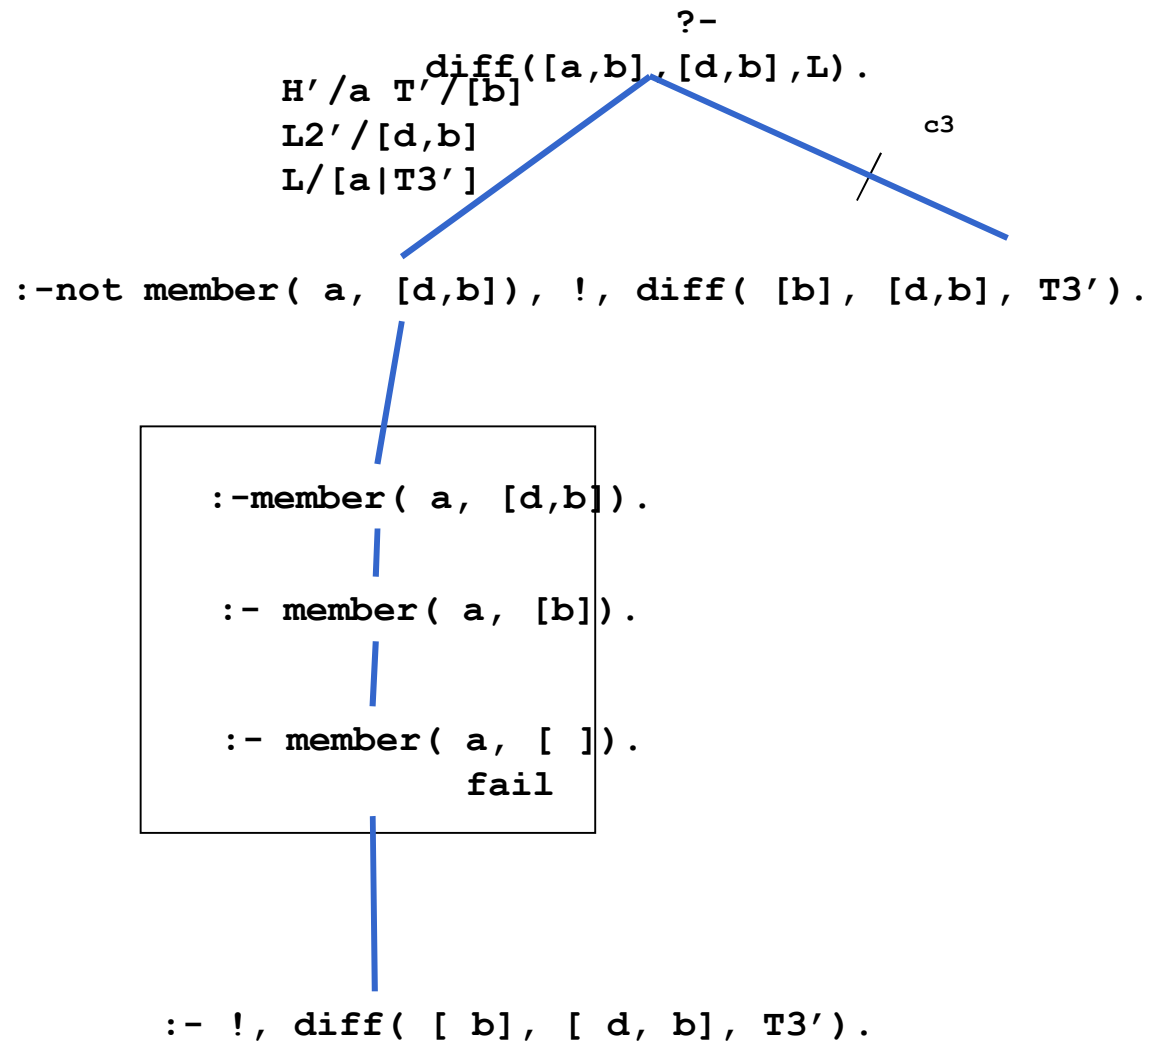 ?-
diff([a,b],[d,b],L).
H’/a T’/[b]
L2’/[d,b]
L/[a|T3’]
c3
:-not member( a, [d,b]), !, diff( [b], [d,b], T3’).
:-member( a, [d,b]).
:- member( a, [b]).
:- member( a, [ ]).
fail
:- !, diff( [ b], [ d, b], T3’).